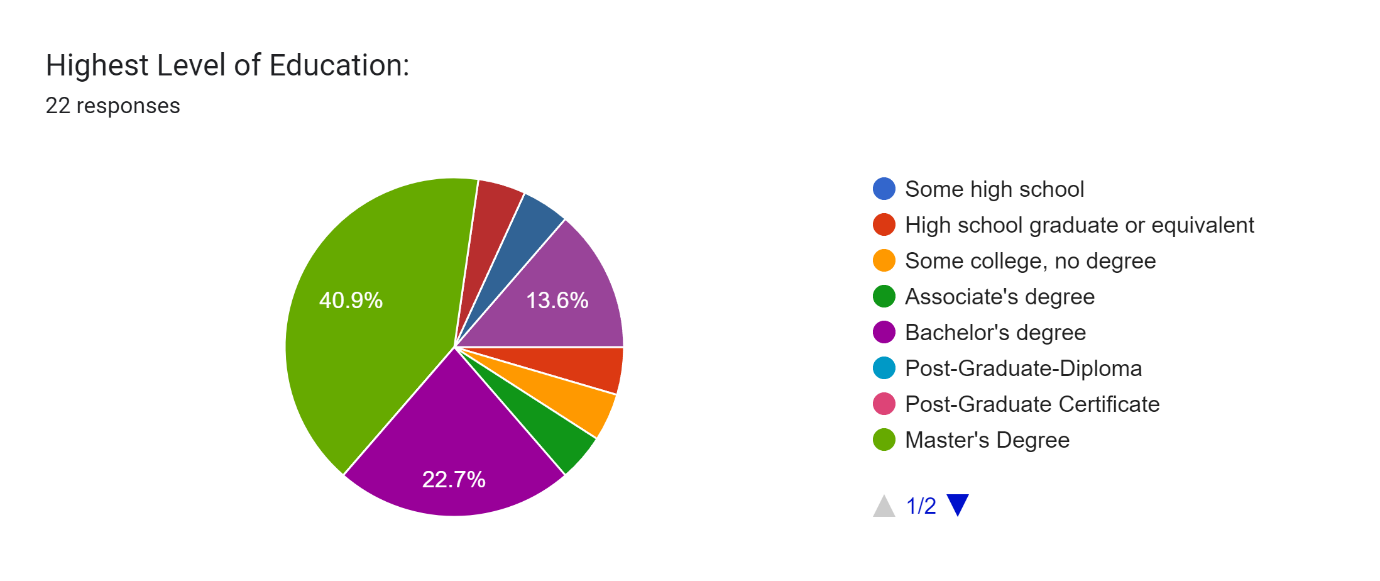 Highest Level of Education:
22 responses
40.9%
13.6%
22.7%
Some high school
High school graduate or equivalent
Some college, no degree
Associate's degree
Bachelor's degree
Post-Graduate-Diploma
Post-Graduate Certificate
Master's Degree
1/2